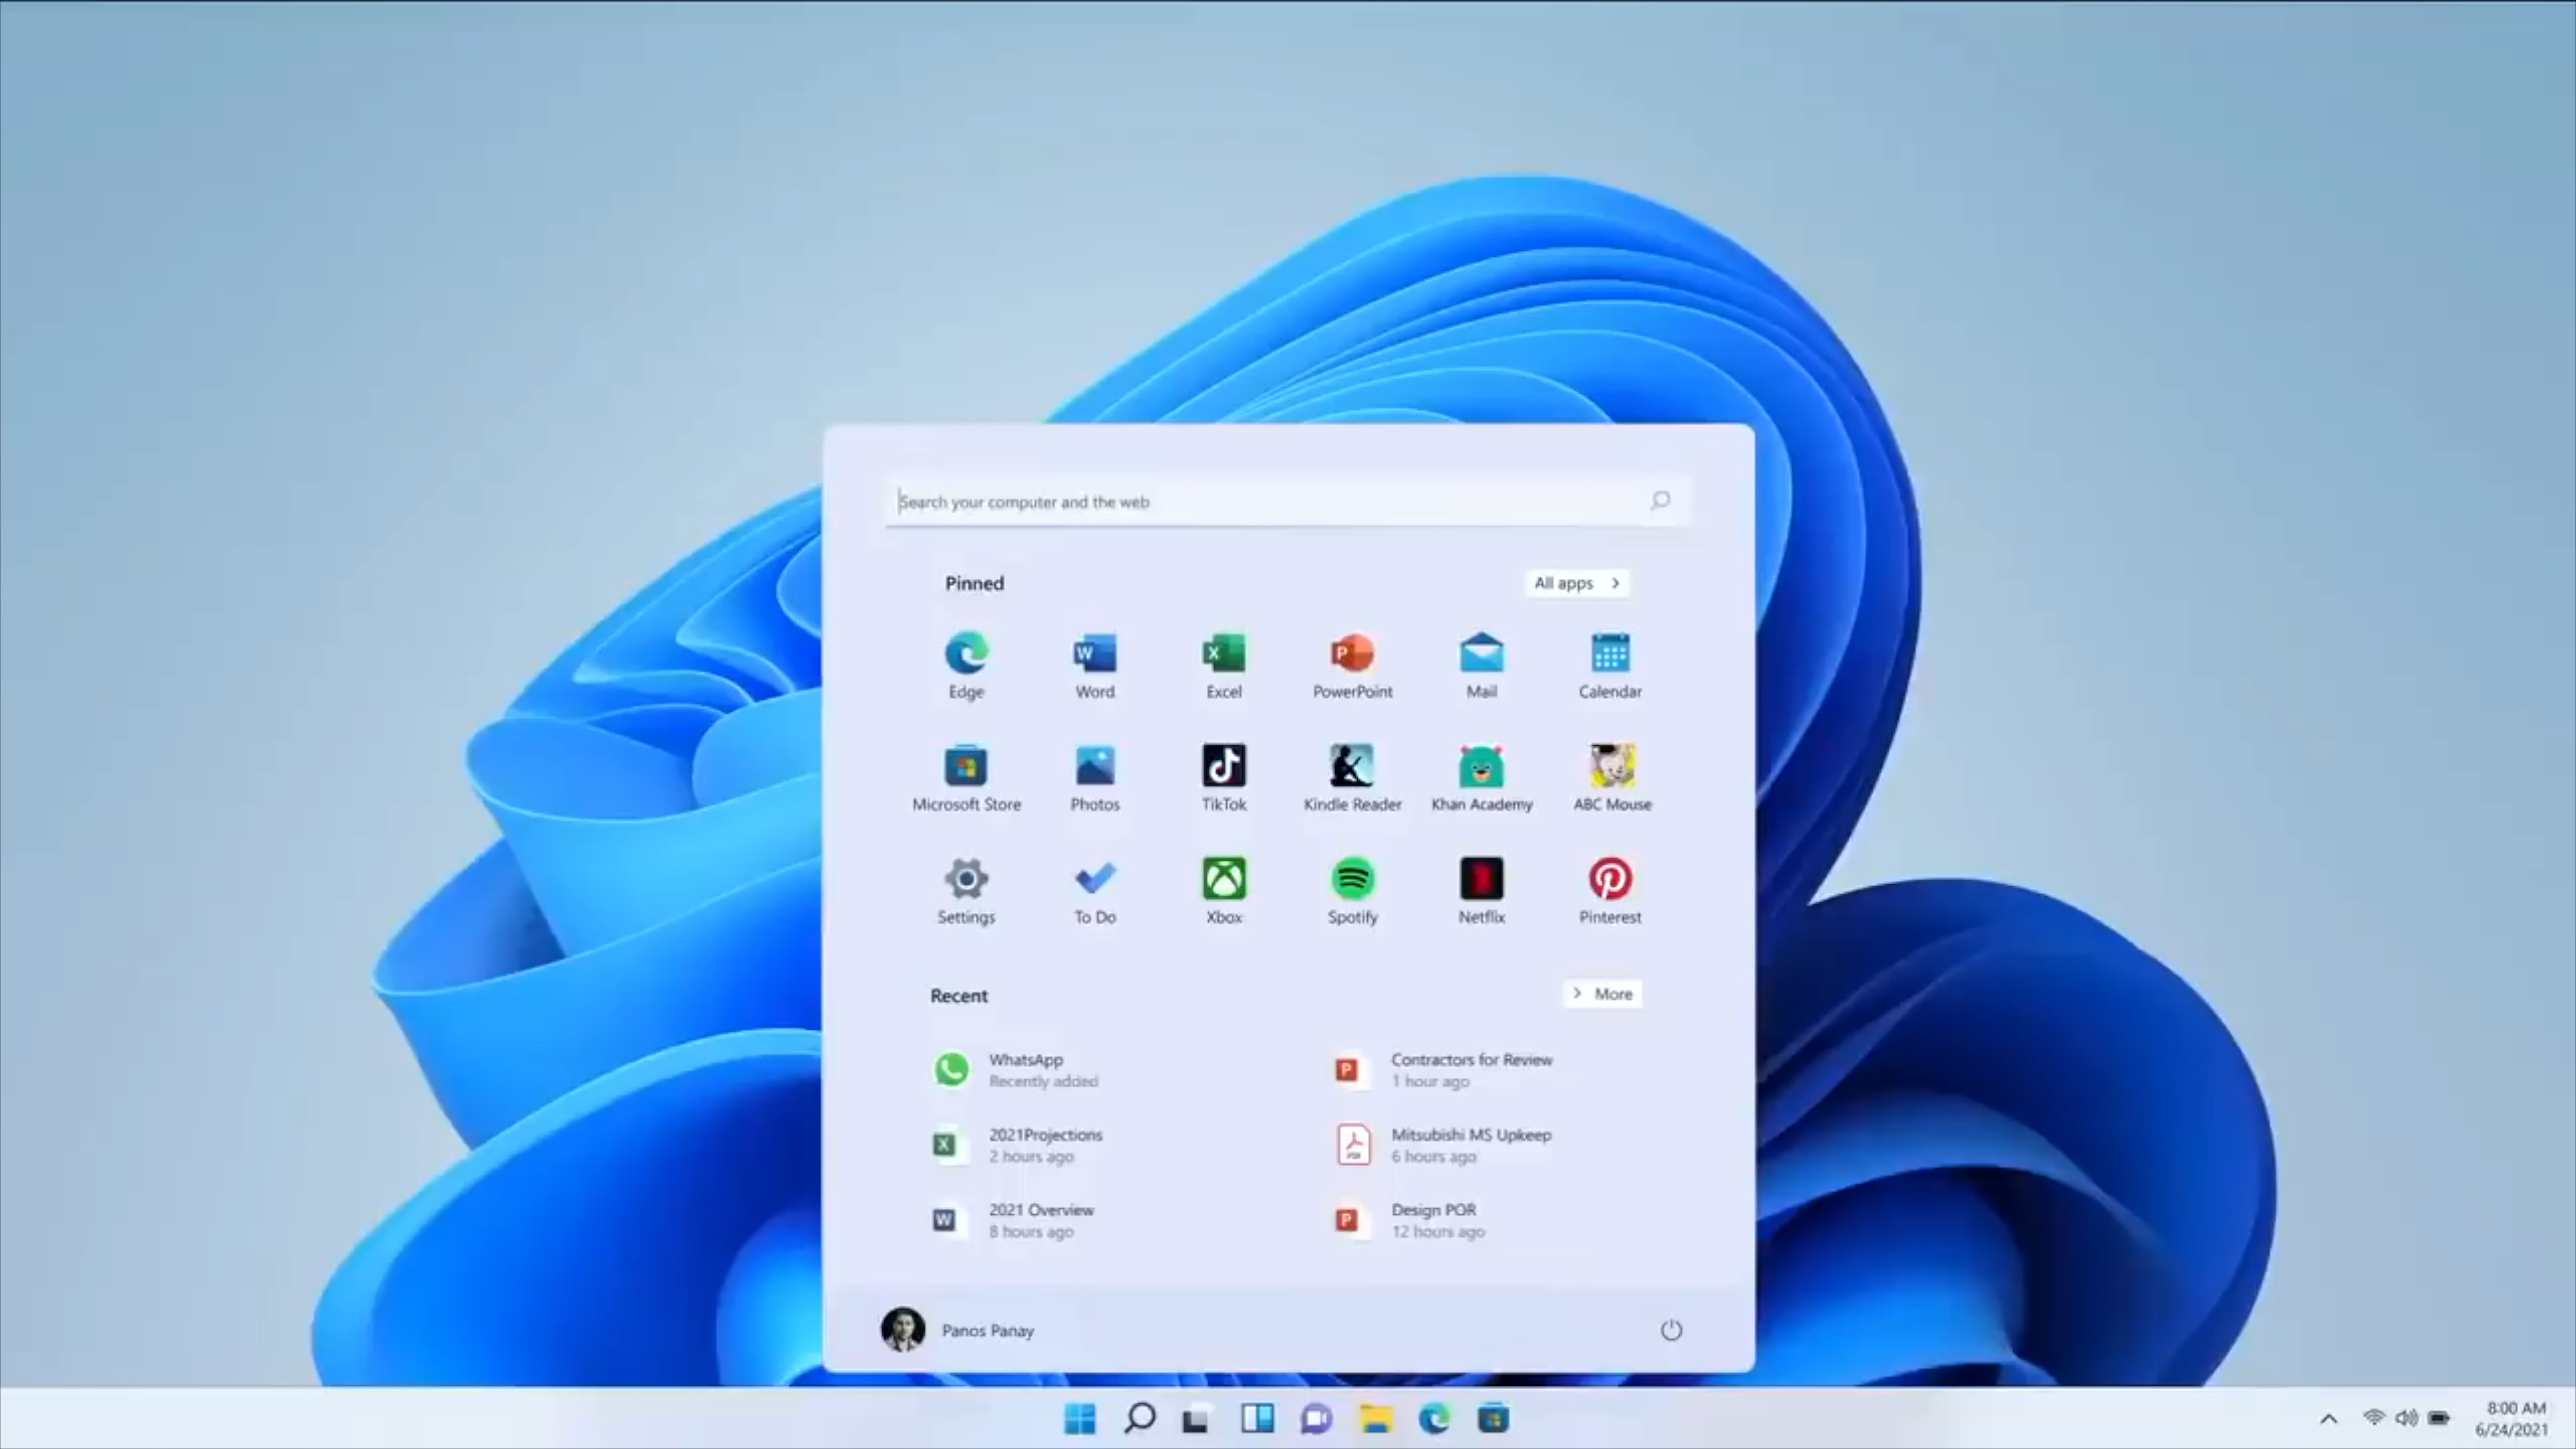 Search your computer and the web
Pinned
All apps
Edge
Word
Excel
PowerPoint
Mail
Calendar
Microsoft Store
Photos
TikTok
Kindle Reader
Khan Academy
ABC Mouse
Settings
To Do
Xbox
Spotify
Netflix
Pinterest
Recent
More
WhatsApp
Recently added
Contractors for Review
1 hour ago
2021Projections
2 hours ago
Mitsubishi MS Upkeep
6 hours ago
2021 Overview
8 hours ago
Design POR
12 hours ago
Panos Panay
8:00 AM
6/24/2021